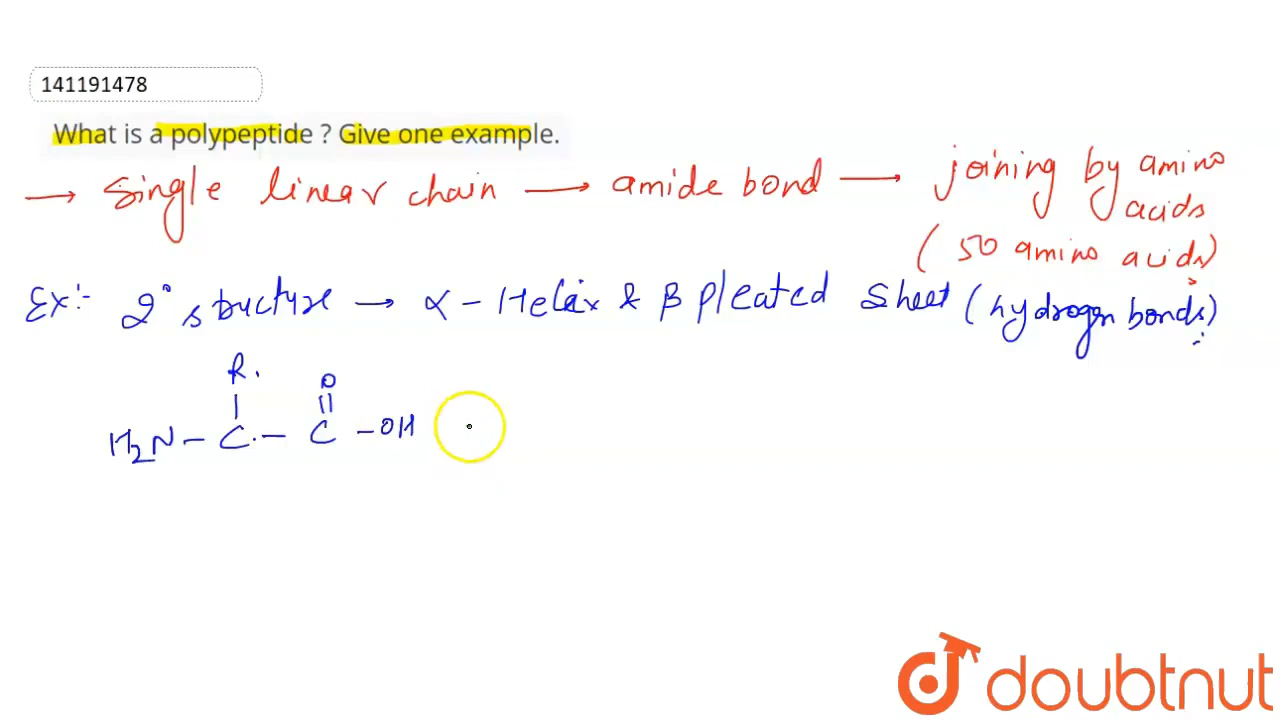 141191478
What is a polypeptide ? Give one example.
→ Single linear chain → amide bond → joining by amino
acids
( 50 amino acids)
Ex:- 2° structure → α - Helix & β pleated sheet ( hydrogen bonds)
R.
O
H2N - C - C - OH
doubtnut